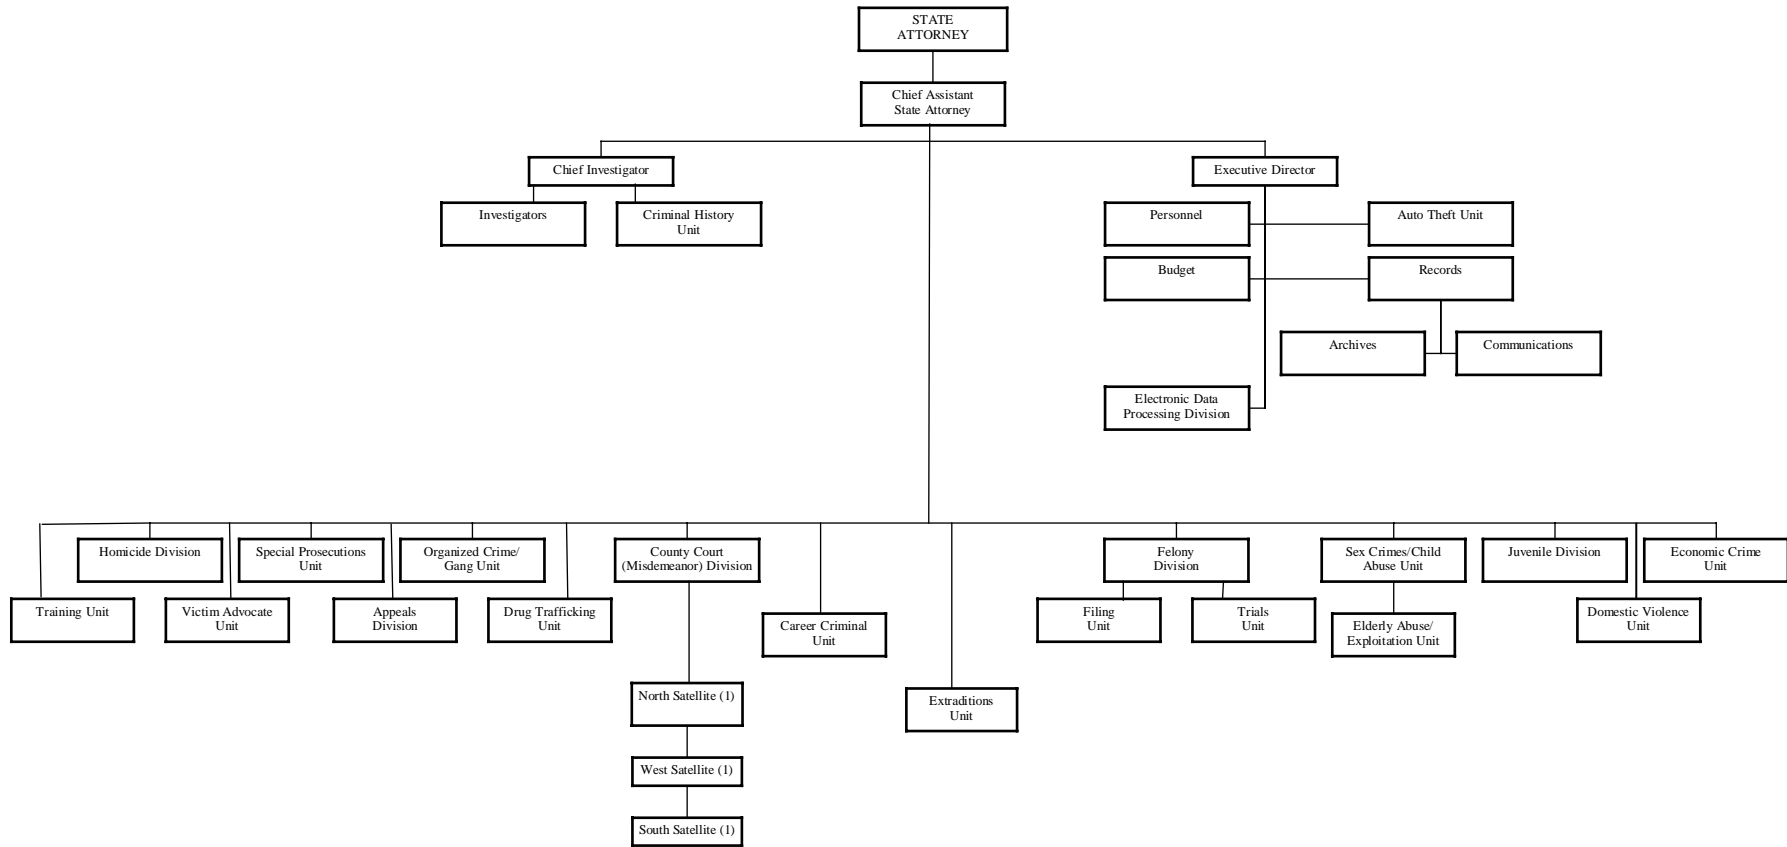 STATE
ATTORNEY
Chief Assistant
State Attorney
Chief Investigator
Executive Director
Investigators
Criminal History
Unit
Personnel
Auto Theft Unit
Budget
Records
Archives
Communications
Electronic Data
Processing Division
Homicide Division
Special Prosecutions
Unit
Organized Crime/
Gang Unit
County Court
(Misdemeanor) Division
Felony
Division
Sex Crimes/Child
Abuse Unit
Juvenile Division
Economic Crime
Unit
Training Unit
Victim Advocate
Unit
Appeals
Division
Drug Trafficking
Unit
Career Criminal
Unit
Filing
Unit
Trials
Unit
Elderly Abuse/
Exploitation Unit
Domestic Violence
Unit
North Satellite (1)
Extraditions
Unit
West Satellite (1)
South Satellite (1)